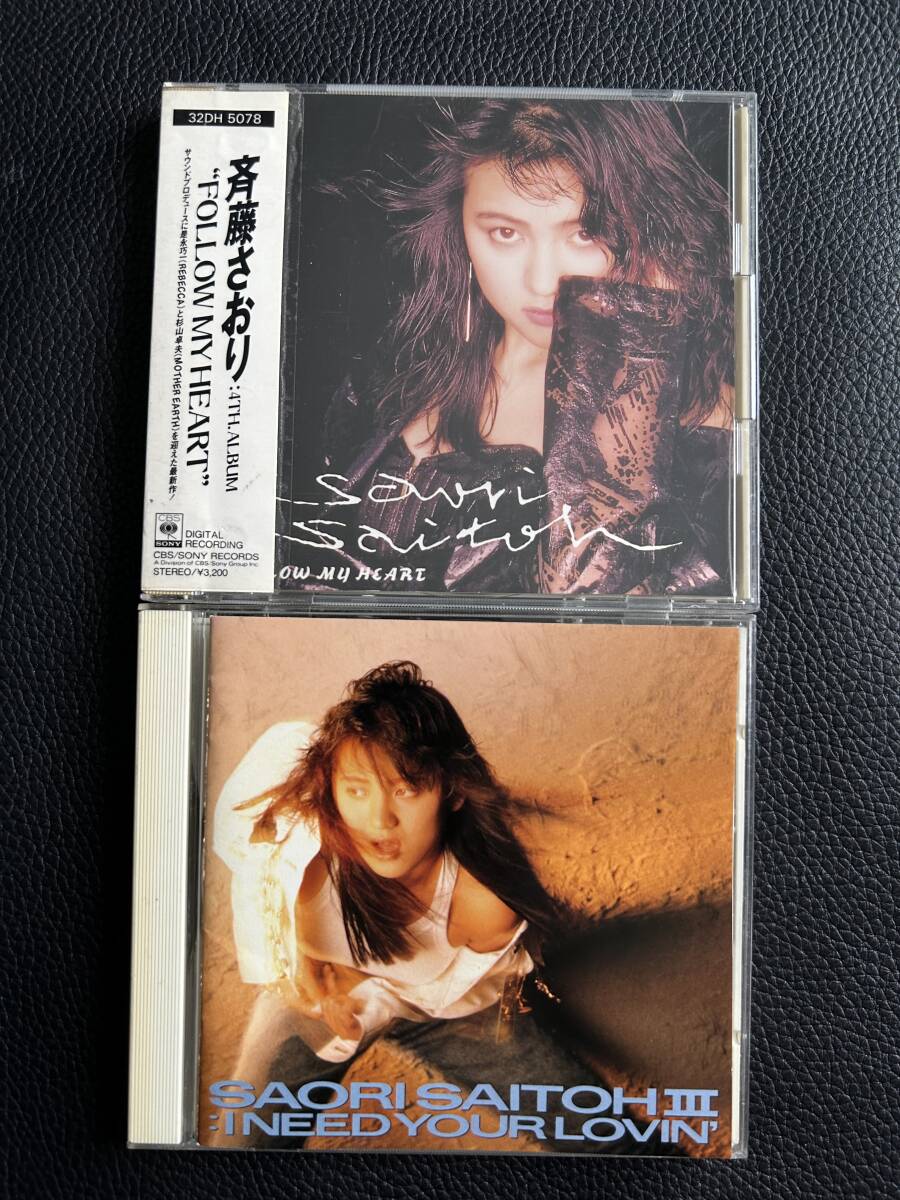 32DH 5078
斉藤さおり:4TH.ALBUM
"FOLLOW MY HEART"
サウンドプロデュースに是永巧一(REBECCA)と杉山卓夫(MOTHER EARTH)を迎えた最新作!
CBS
SONY
DIGITAL
RECORDING
CBS/SONY RECORDS
A Division of CBS/Sony Group Inc.
STEREO/¥3,200
Saori
Saitoh
LOW MY HEART
SAORI SAITOH III
:I NEED YOUR LOVIN'